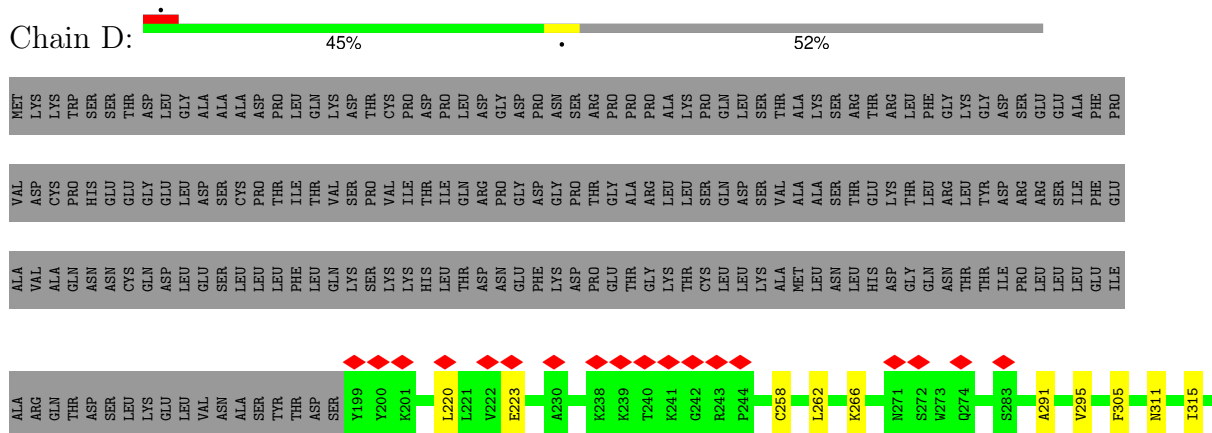 Chain D:
45%
52%
MET LYS LYS TRP SER SER THR ASP LEU GLY ALA ALA ALA ASP PRO LEU GLN LYS ASP THR CYS PRO ASP PRO LEU ASP GLY ASP PRO ASN SER ARG PRO PRO PRO ALA LYS PRO GLN LEU SER THR ALA LYS SER ARG THR ARG LEU PHE GLY LYS GLY ASP SER GLU GLU ALA PHE PRO
VAL ASP CYS PRO HIS GLU GLU GLY GLU LEU ASP SER CYS PRO THR ILE THR VAL SER PRO VAL ILE THR ILE GLN ARG PRO GLY ASP GLY PRO THR GLY ALA ARG LEU LEU SER GLN ASP SER VAL ALA ALA SER THR GLU LYS THR LEU ARG LEU TYR ASP ARG ARG SER ILE PHE GLU
ALA VAL ALA GLN ASN ASN CYS GLN ASP LEU GLU SER LEU LEU LEU PHE LEU GLN LYS SER LYS LYS HIS LEU THR ASP ASN GLU PHE LYS ASP PRO GLU THR GLY LYS THR CYS LEU LEU LYS ALA MET LEU ASN LEU HIS ASP GLY GLN ASN THR THR ILE PRO LEU LEU LEU GLU ILE
ALA ARG GLN THR ASP SER LEU LYS GLU LEU VAL ASN ALA SER TYR THR ASP SER Y199 Y200 K201 L220 L221 V222 E223 A230 K238 K239 T240 K241 G242 R243 P244 C258 L262 K266 N271 S272 W273 Q274 S283 A291 V295 F305 N311 I315